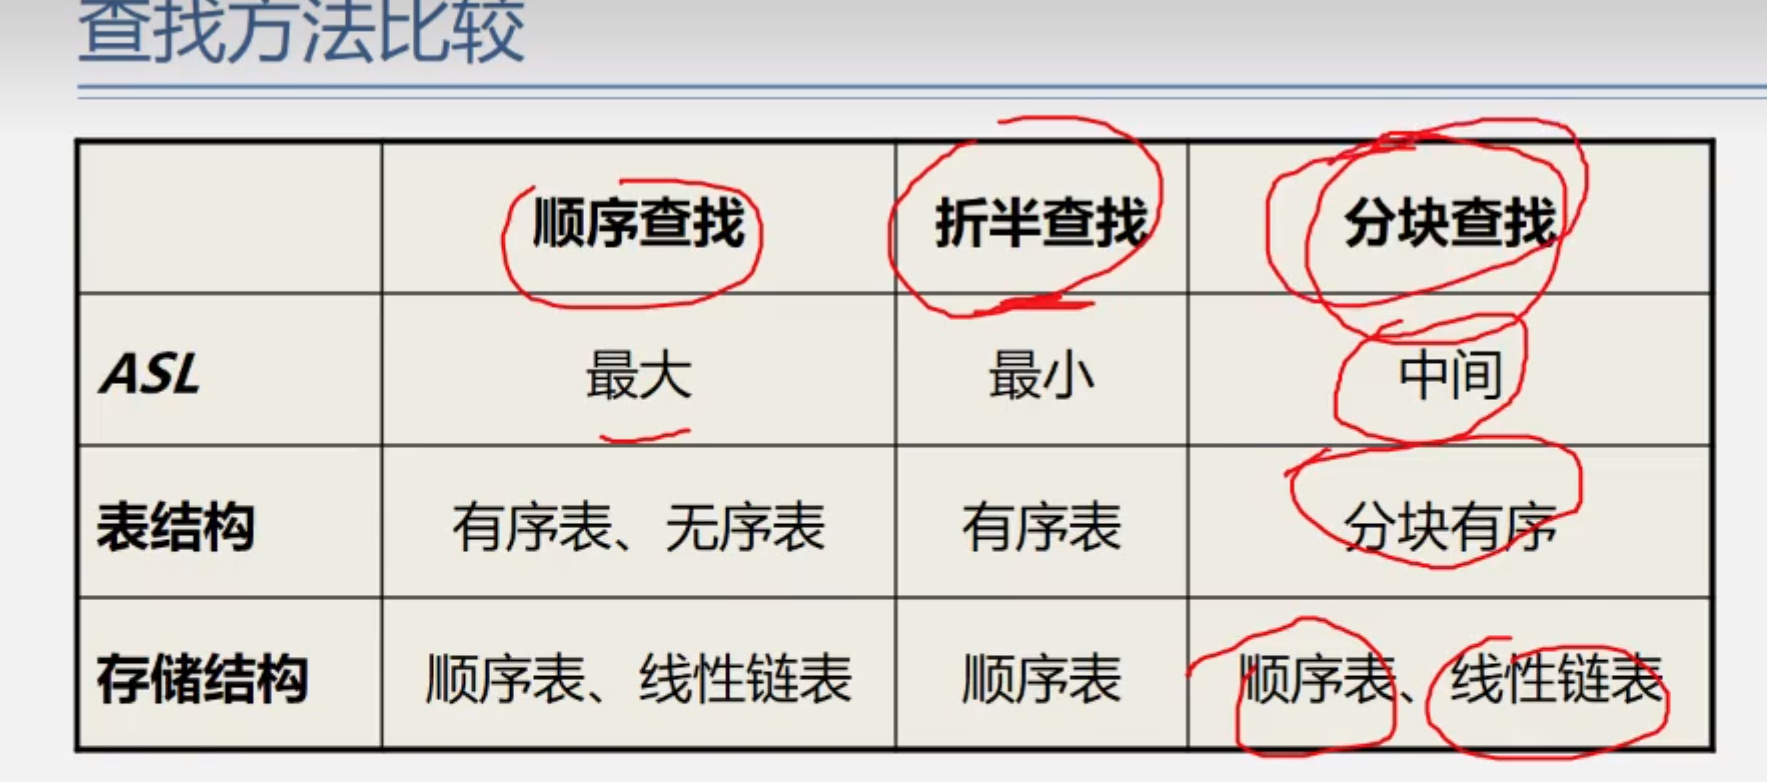 查找方法比较
顺序查找 折半查找 分块查找
ASL 最大 最小 中间
表结构 有序表、无序表 有序表 分块有序
存储结构 顺序表、线性链表 顺序表 顺序表、线性链表